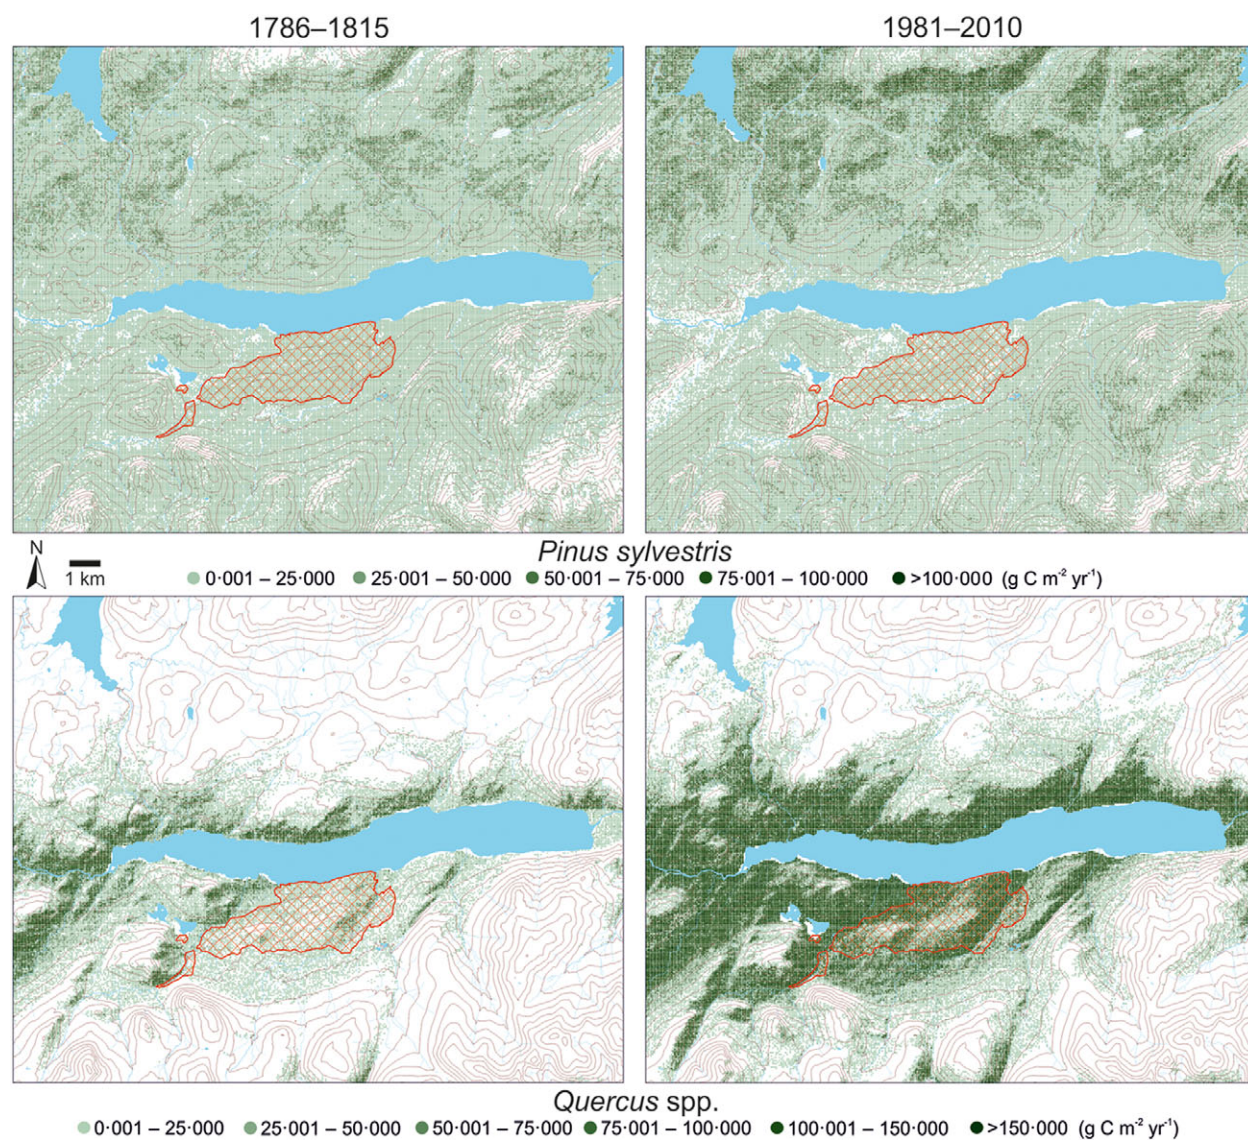 1786–1815 1981–2010
Pinus sylvestris
N
1 km
0·001 – 25·000 25·001 – 50·000 50·001 – 75·000 75·001 – 100·000 >100·000 (g C m⁻² yr⁻¹)
Quercus spp.
0·001 – 25·000 25·001 – 50·000 50·001 – 75·000 75·001 – 100·000 100·001 – 150·000 >150·000 (g C m⁻² yr⁻¹)